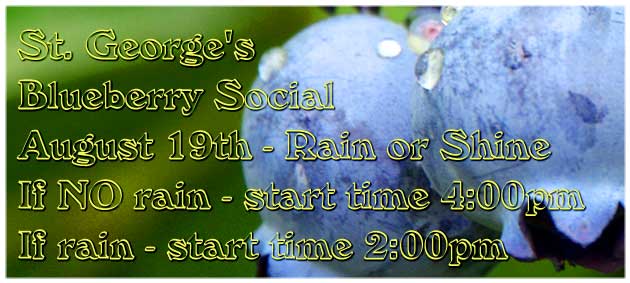 St. George's
Blueberry Social
August 19th - Rain or Shine
If NO rain - start time 4:00pm
If rain - start time 2:00pm